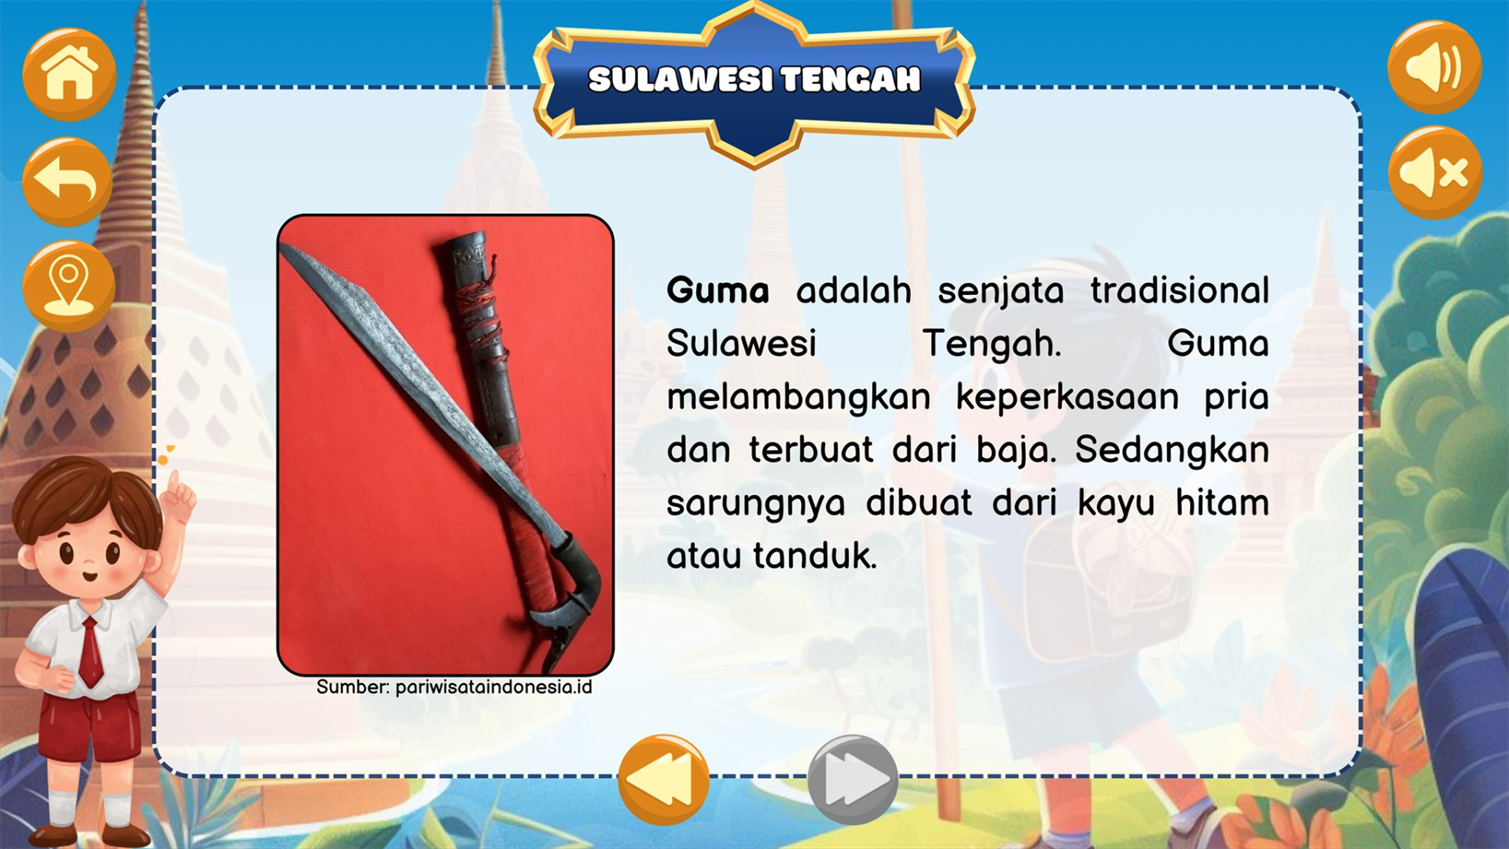 SULAWESI TENGAH
Guma adalah senjata tradisional
Sulawesi Tengah. Guma
melambangkan keperkasaan pria
dan terbuat dari baja. Sedangkan
sarungnya dibuat dari kayu hitam
atau tanduk.
Sumber: pariwisataindonesia.id